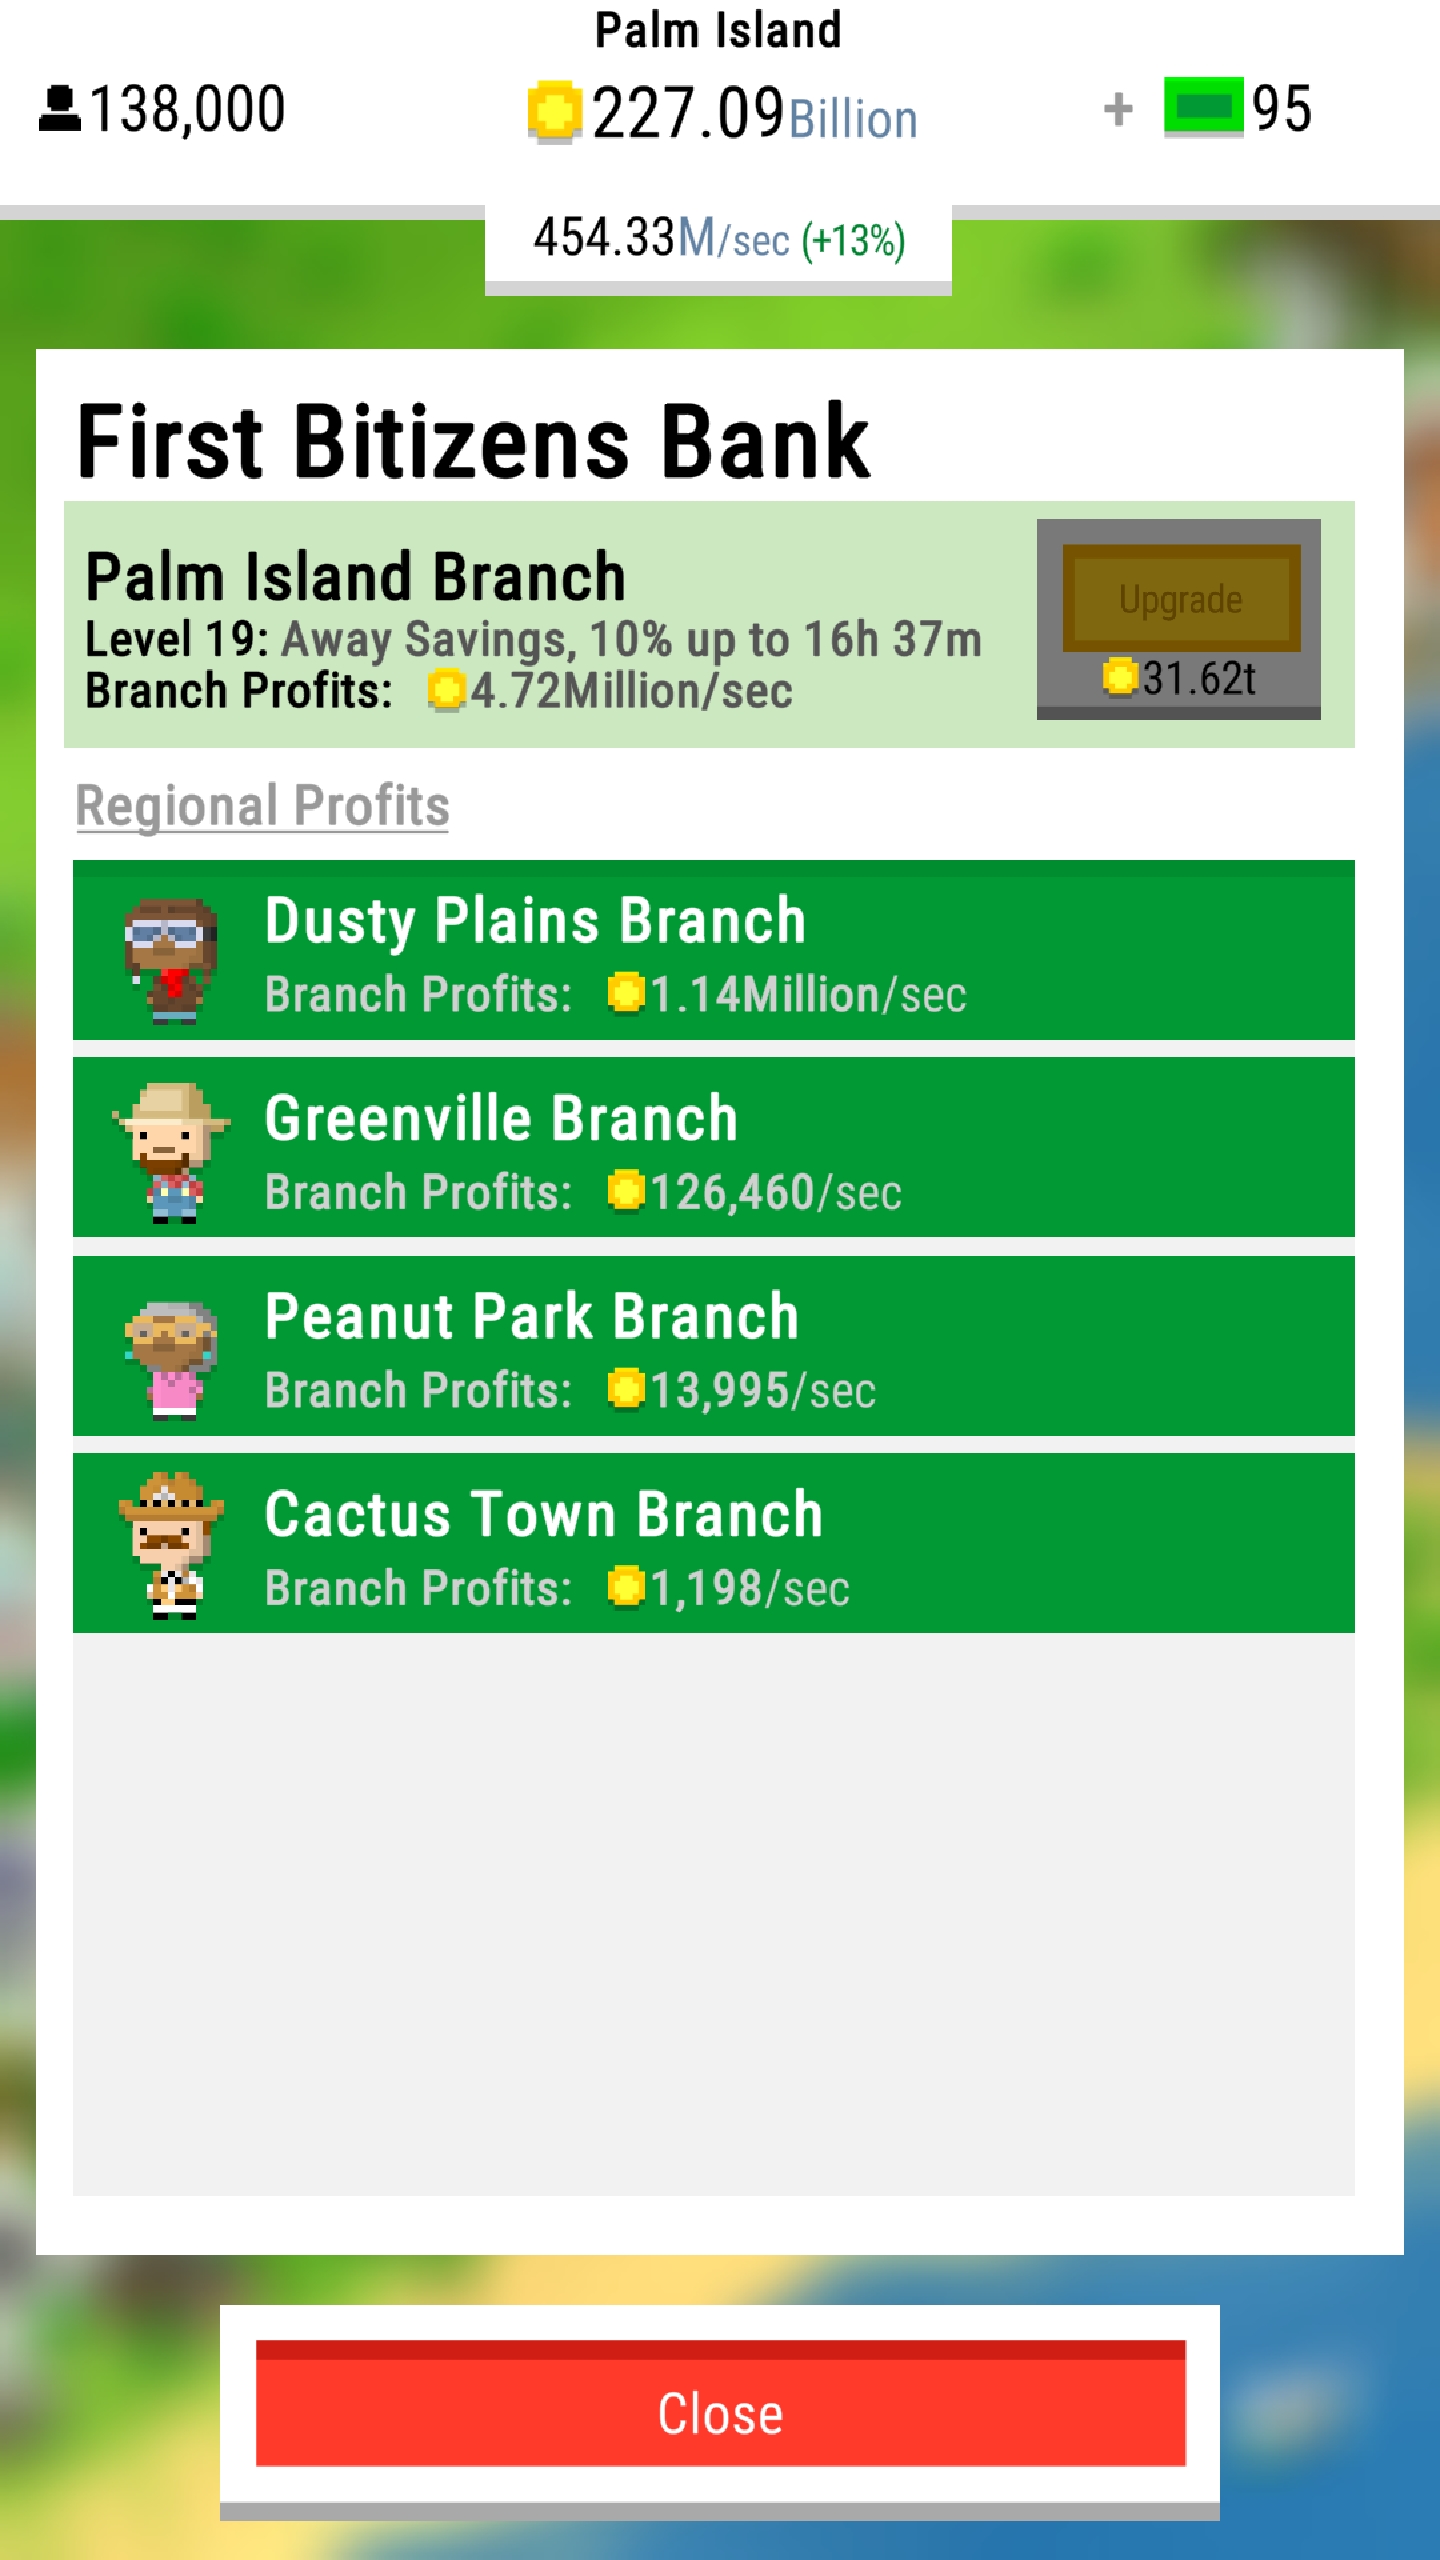 Palm Island
138,000
227.09Billion
+ 95
454.33M/sec (+13%)
First Bitizens Bank
Palm Island Branch
Level 19: Away Savings, 10% up to 16h 37m
Branch Profits: 4.72Million/sec
Upgrade
31.62t
Regional Profits
Dusty Plains Branch
Branch Profits: 1.14Million/sec
Greenville Branch
Branch Profits: 126,460/sec
Peanut Park Branch
Branch Profits: 13,995/sec
Cactus Town Branch
Branch Profits: 1,198/sec
Close